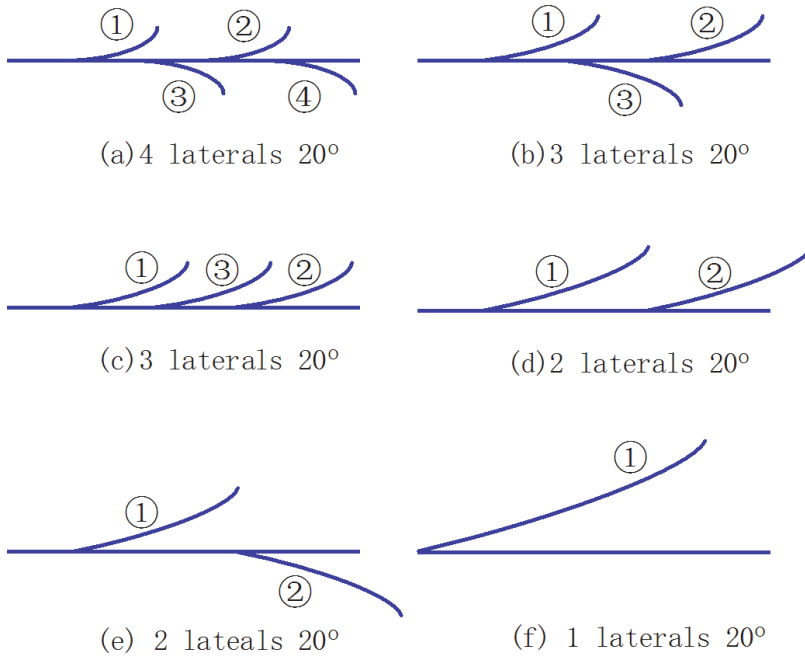 ① ② ① ②
③ ④ ③
(a)4 laterals 20° (b)3 laterals 20°
① ③ ② ① ②
(c)3 laterals 20° (d)2 laterals 20°
① ①
②
(e) 2 lateals 20° (f) 1 laterals 20°